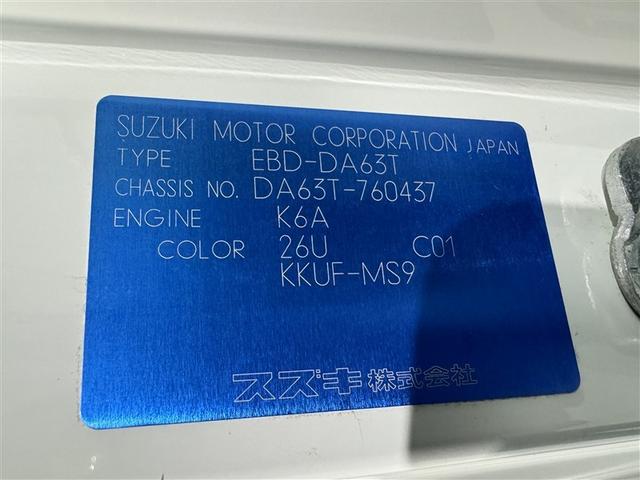 SUZUKI MOTOR CORPORATION JAPAN
TYPE EBD-DA63T
CHASSIS NO. DA63T-760437
ENGINE K6A
COLOR 26U C01
KKUF-MS9
スズキ株式会社